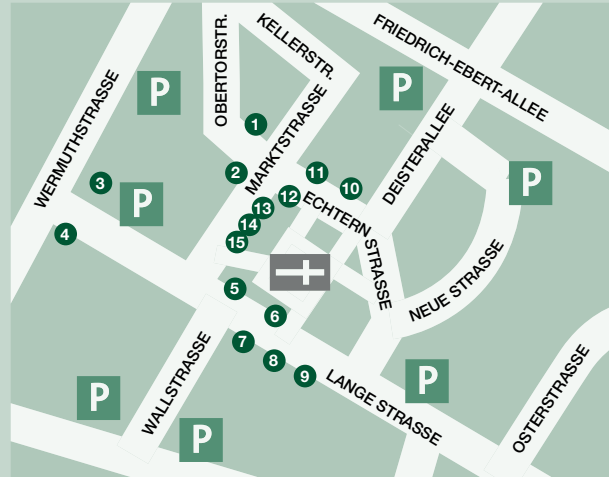 KELLERSTR.
FRIEDRICH-EBERT-ALLEE
OBERTORSTR.
WERMUTHSTRASSE
P
P
MARKTSTRASSE
DEISTERALLEE
1
2
11
P
3
P
10
12
ECHTERN STRASSE
13
14
4
15
NEUE STRASSE
5
6
7
8
9
WALLSTRASSE
LANGE STRASSE
P
OSTERSTRASSE
P
P